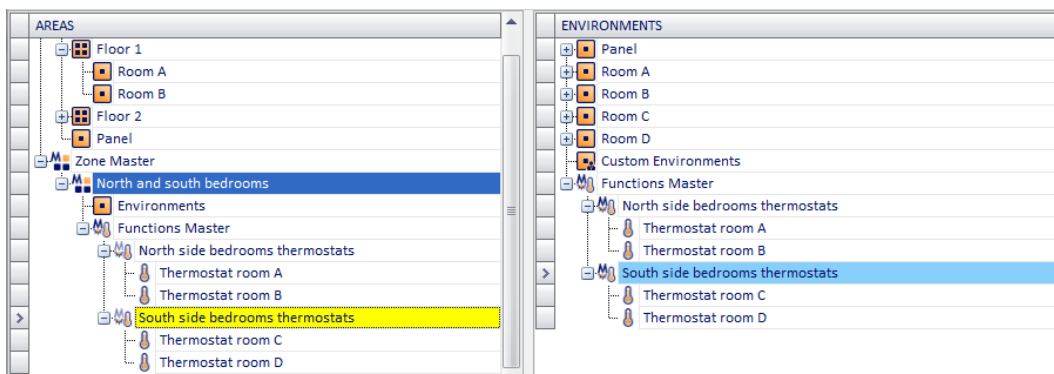 AREAS
Floor 1
Room A
Room B
Floor 2
Panel
Zone Master
North and south bedrooms
Environments
Functions Master
North side bedrooms thermostats
Thermostat room A
Thermostat room B
South side bedrooms thermostats
Thermostat room C
Thermostat room D
ENVIRONMENTS
Panel
Room A
Room B
Room C
Room D
Custom Environments
Functions Master
North side bedrooms thermostats
Thermostat room A
Thermostat room B
South side bedrooms thermostats
Thermostat room C
Thermostat room D